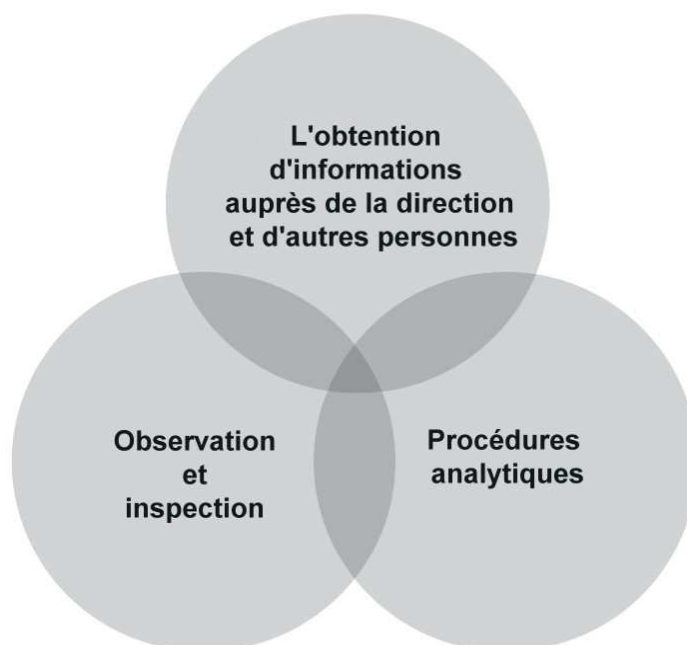 L'obtention
d'informations
auprès de la direction
et d'autres personnes
Observation
et
inspection
Procédures
analytiques